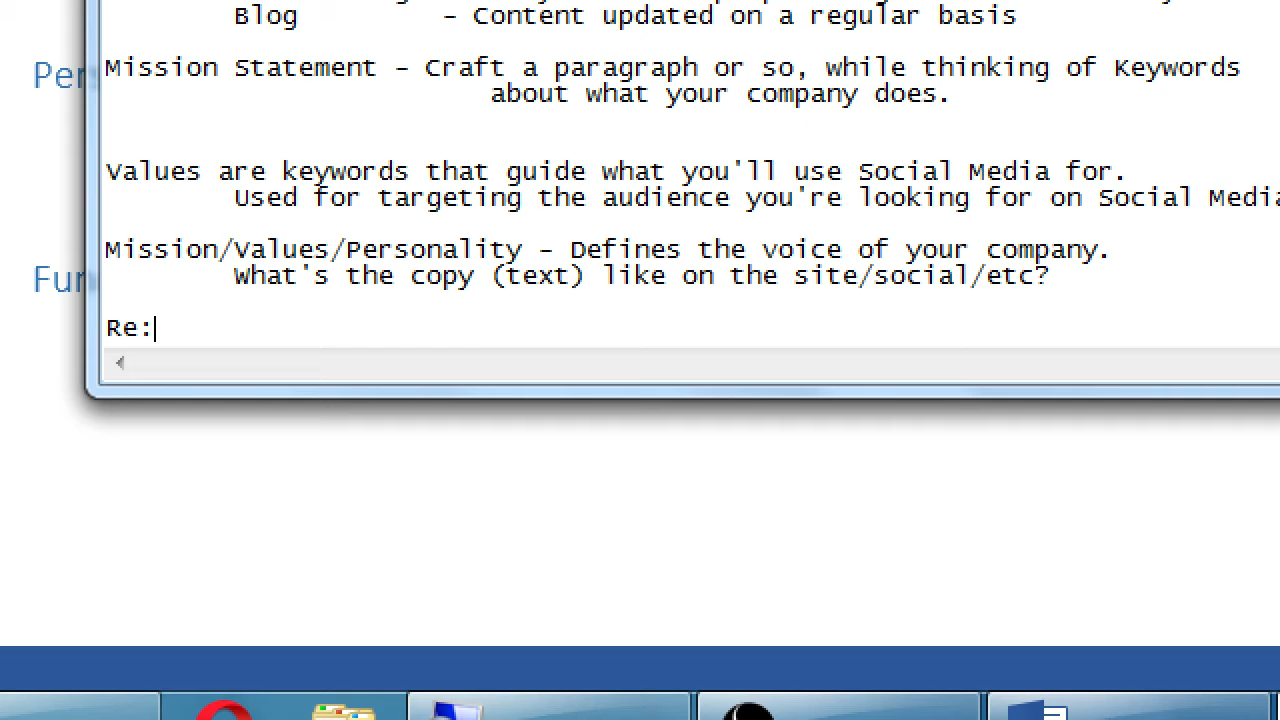 Blog - Content updated on a regular basis
Mission Statement - Craft a paragraph or so, while thinking of Keywords
about what your company does.
Values are keywords that guide what you'll use Social Media for.
Used for targeting the audience you're looking for on Social Media
Mission/Values/Personality - Defines the voice of your company.
What's the copy (text) like on the site/social/etc?
Re: